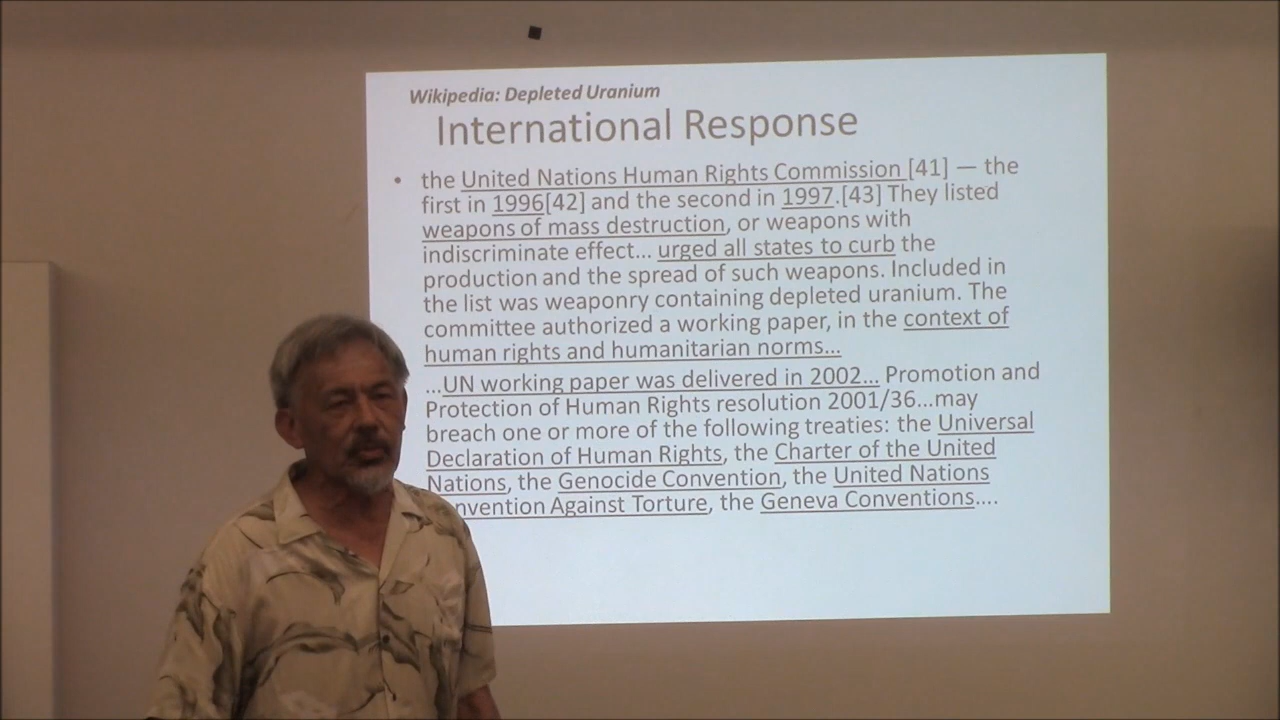 Wikipedia: Depleted Uranium
International Response
• the United Nations Human Rights Commission [41] — the
first in 1996[42] and the second in 1997.[43] They listed
weapons of mass destruction, or weapons with
indiscriminate effect... urged all states to curb the
production and the spread of such weapons. Included in
the list was weaponry containing depleted uranium. The
committee authorized a working paper, in the context of
human rights and humanitarian norms...
...UN working paper was delivered in 2002... Promotion and
Protection of Human Rights resolution 2001/36...may
breach one or more of the following treaties: the Universal
Declaration of Human Rights, the Charter of the United
Nations, the Genocide Convention, the United Nations
nvention Against Torture, the Geneva Conventions....